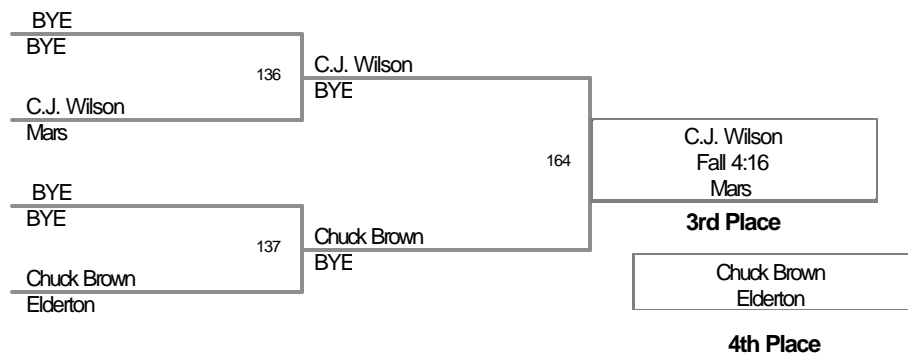 BYE
BYE
136
C.J. Wilson
Mars
C.J. Wilson
BYE
BYE
BYE
137
Chuck Brown
Elderton
Chuck Brown
BYE
164
C.J. Wilson
Fall 4:16
Mars
3rd Place
Chuck Brown
Elderton
4th Place